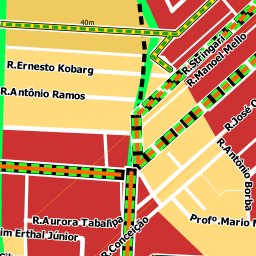 40m
R.Stringari
R.Manoel Mello
R.Ernesto Kobarg
R.Antônio Ramos
R.José
R.Antônio
Borba
R.Aurora Tabalipa
R.Conceição
Profº.Mario
im Erthal Júnior